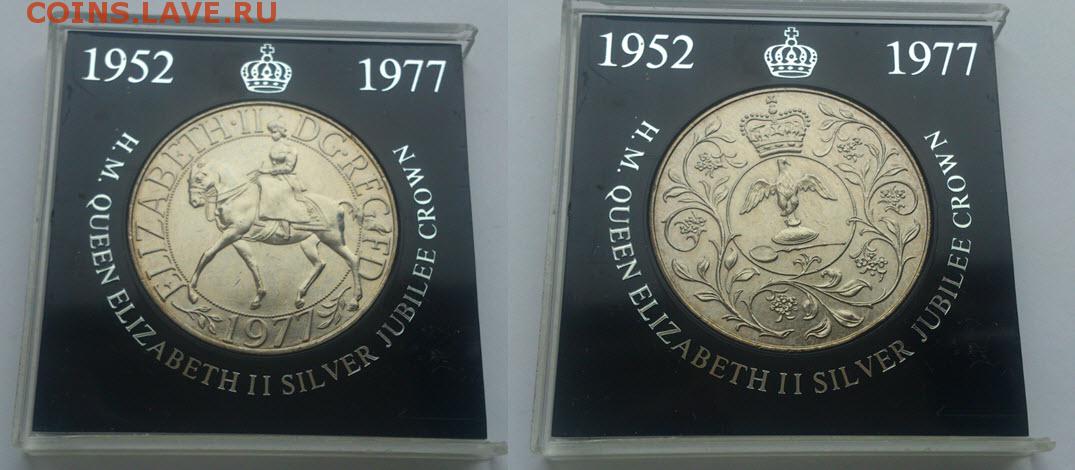 COINS.LAVE.RU
1952 1977
H.M. QUEEN ELIZABETH II SILVER JUBILEE CROWN
ELIZABETH·II D·G·REG·F·D
1977
1952 1977
H.M. QUEEN ELIZABETH II SILVER JUBILEE CROWN